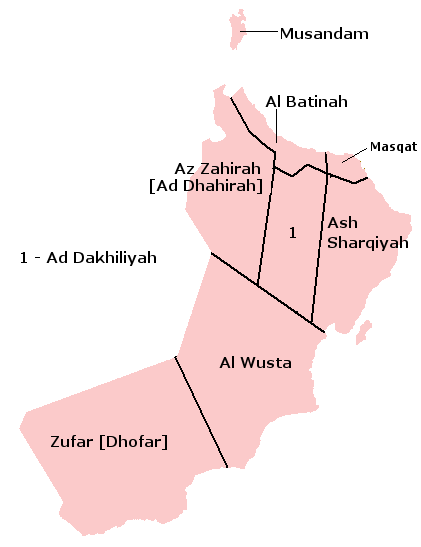 Musandam
Al Batinah
Masqat
Az Zahirah
[Ad Dhahirah]
1
Ash
Sharqiyah
1 - Ad Dakhiliyah
Al Wusta
Zufar [Dhofar]